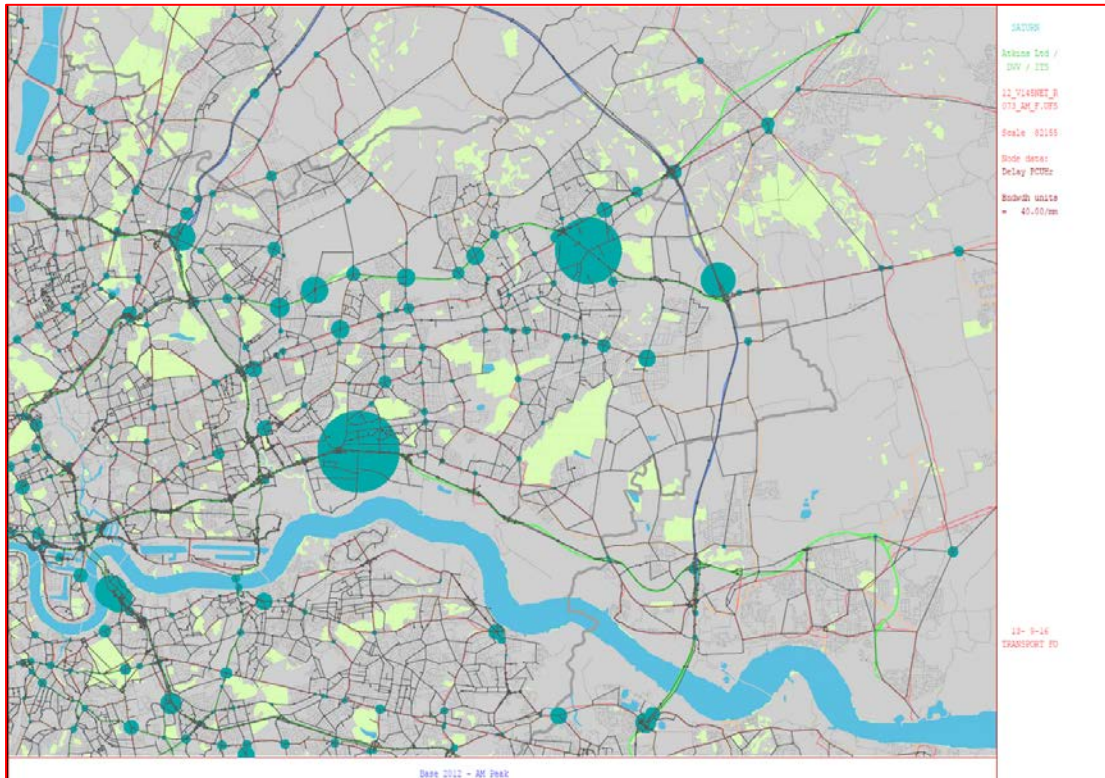 SATURN
Atkins Ltd /
DVV / ITS
Scale 82155
Node data:
Delay PCUHr
Bndwdh units
= 40.00/mm
TRANSPORT FO
Base 2012 - AM Peak